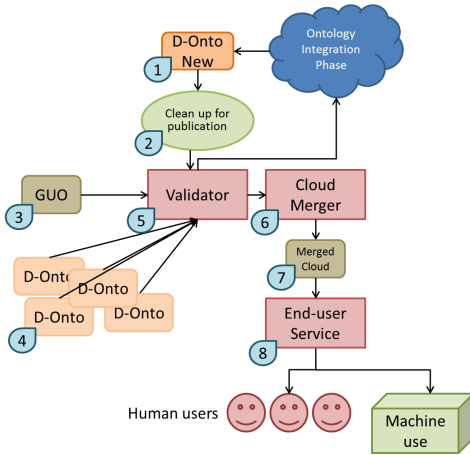 D-Onto
New
1
Ontology
Integration
Phase
Clean up for
publication
2
GUO
3
Validator
5
Cloud
Merger
6
Merged
Cloud
7
D-Onto
D-Onto
D-Onto
D-Onto
4
End-user
Service
8
Human users
Machine
use